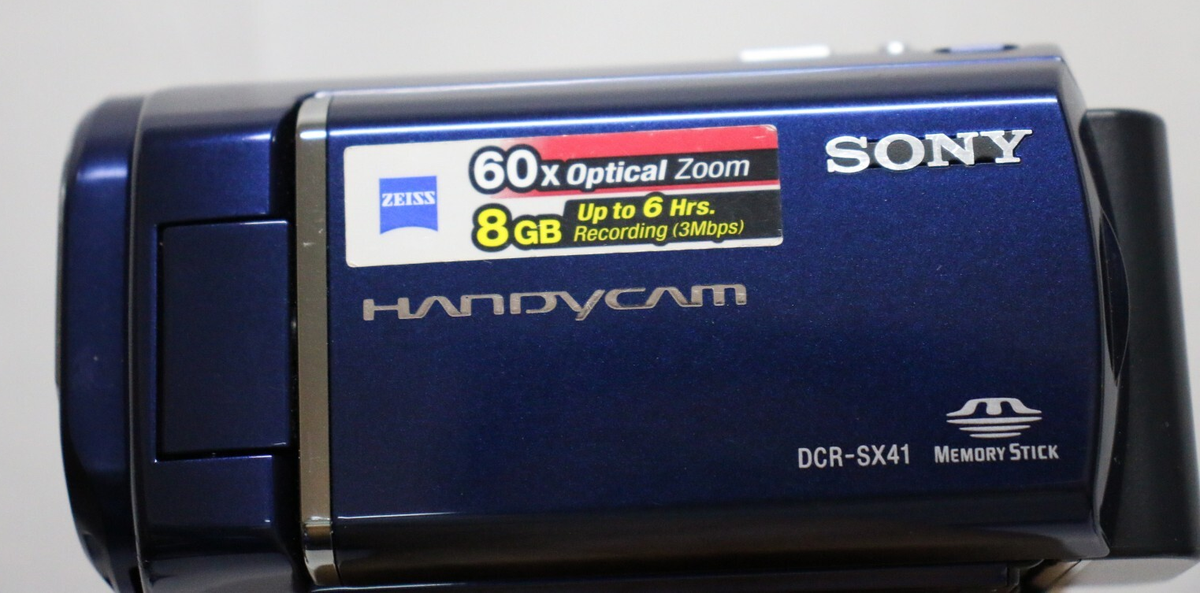 ZEISS
60x Optical Zoom
8GB Up to 6 Hrs.
Recording (3Mbps)
SONY
HANDYCAM
DCR-SX41
MEMORY STICK